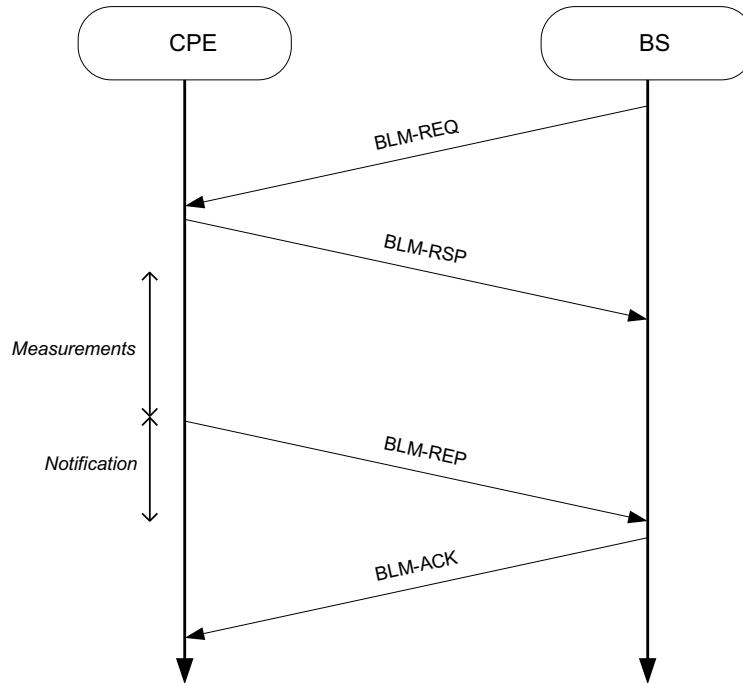 CPE
BS
BLM-REQ
BLM-RSP
Measurements
BLM-REP
Notification
BLM-ACK